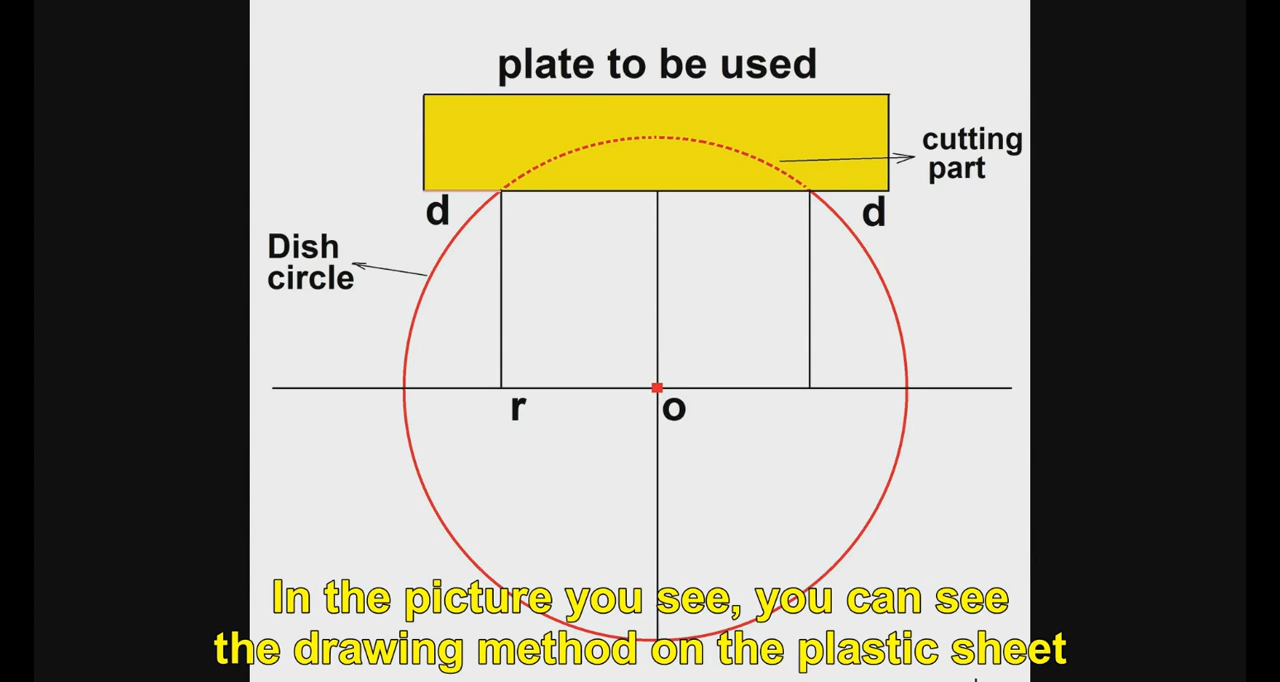 plate to be used
cutting
part
d
d
Dish
circle
r
o
In the picture you see, you can see
the drawing method on the plastic sheet